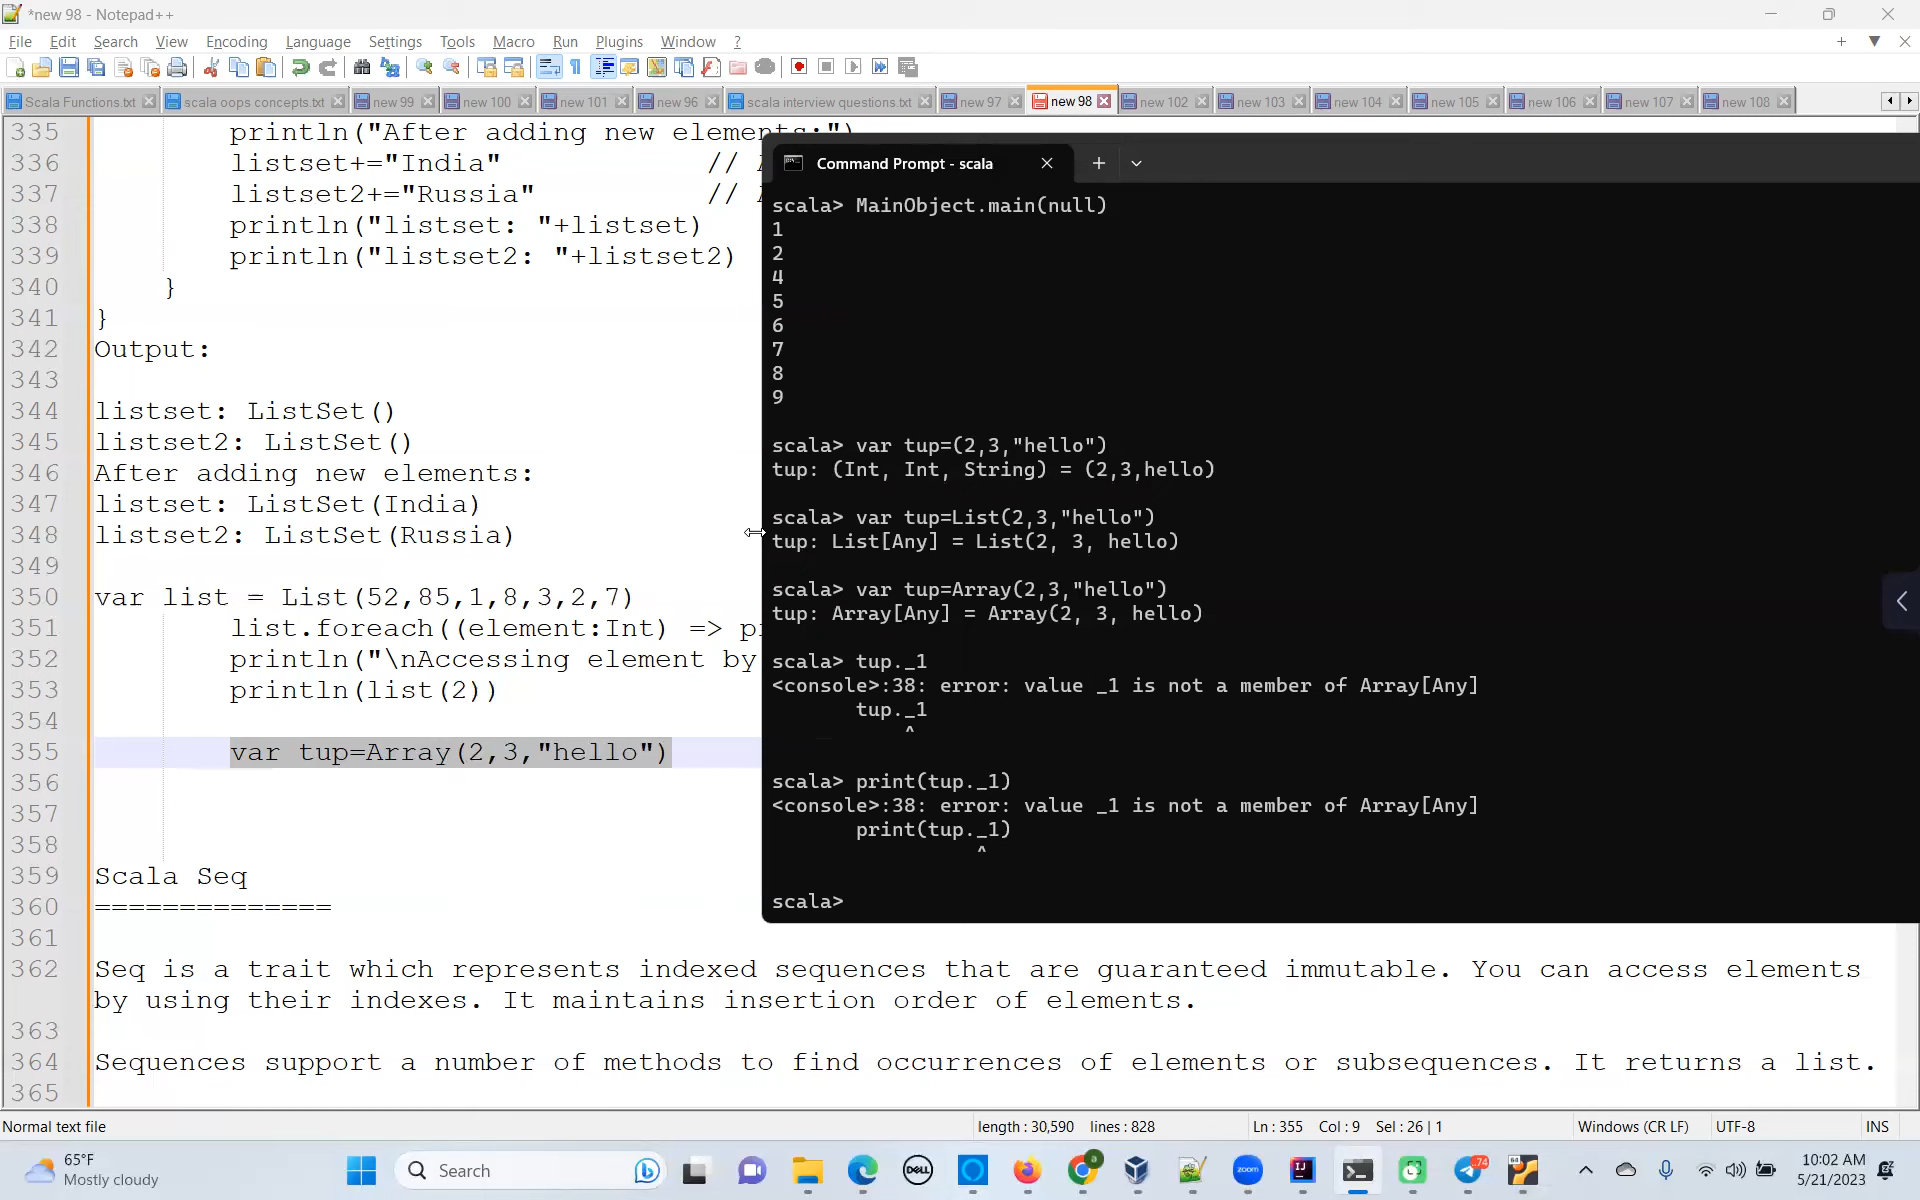 *new 98 - Notepad++
File Edit Search View Encoding Language Settings Tools Macro Run Plugins Window ?
Scala Functions.txt scala oops concepts.txt new 99 new 100 new 101 new 96 scala interview questions.txt new 97 new 98 new 102 new 103 new 104 new 105 new 106 new 107 new 108
335 println("After adding new elements:")
336 listset+="India" //
337 listset2+="Russia" //
338 println("listset: "+listset)
339 println("listset2: "+listset2)
340 }
341 }
342 Output:
343
344 listset: ListSet()
345 listset2: ListSet()
346 After adding new elements:
347 listset: ListSet(India)
348 listset2: ListSet(Russia)
349
350 var list = List(52,85,1,8,3,2,7)
351 list.foreach((element:Int) =>
352 println("\nAccessing element by
353 println(list(2))
354
355 var tup=Array(2,3,"hello")
356
357
358
359 Scala Seq
360 ==============
361
362 Seq is a trait which represents indexed sequences that are guaranteed immutable. You can access elements
by using their indexes. It maintains insertion order of elements.
363
364 Sequences support a number of methods to find occurrences of elements or subsequences. It returns a list.
365
Command Prompt - scala
scala> MainObject.main(null)
1
2
4
5
6
7
8
9
scala> var tup=(2,3,"hello")
tup: (Int, Int, String) = (2,3,hello)
scala> var tup=List(2,3,"hello")
tup: List[Any] = List(2, 3, hello)
scala> var tup=Array(2,3,"hello")
tup: Array[Any] = Array(2, 3, hello)
scala> tup._1
<console>:38: error: value _1 is not a member of Array[Any]
tup._1
^
scala> print(tup._1)
<console>:38: error: value _1 is not a member of Array[Any]
print(tup._1)
^
scala>
Normal text file length : 30,590 lines : 828 Ln : 355 Col : 9 Sel : 26 | 1 Windows (CR LF) UTF-8 INS
65°F
Mostly cloudy
Search
DELL
zoom
IJ
74
64
a
10:02 AM
5/21/2023